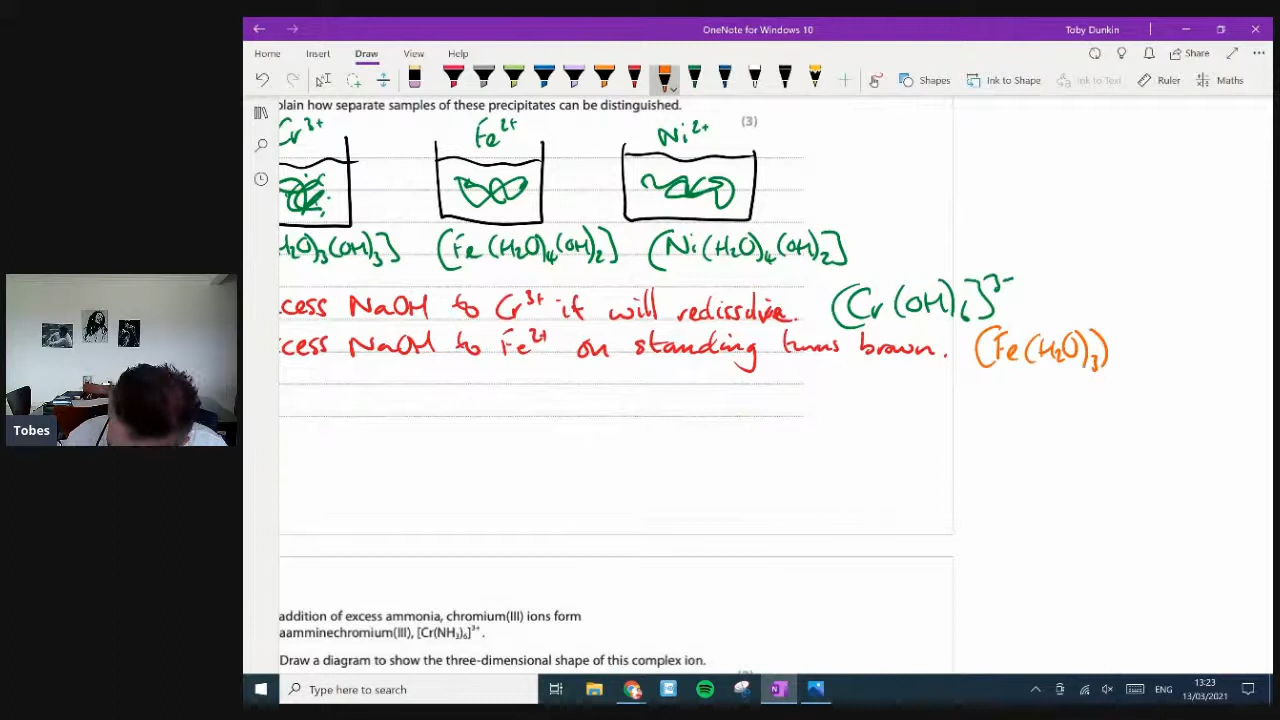 OneNote for Windows 10
Toby Dunkin
Home Insert Draw View Help
Share
Shapes Ink to Shape Ink to Text Ruler Maths
plain how separate samples of these precipitates can be distinguished.
(3)
Cr³⁺ Fe²⁺ Ni²⁺
H₂O)₃(OH)₃] [Fe(H₂O)₄(OH)₂] [Ni(H₂O)₄(OH)₂]
cess NaOH to Cr³⁺ it will redissolve. [Cr(OH)₆]³⁻
cess NaOH to Fe²⁺ on standing turns brown. (Fe(H₂O)₃)
Tobes
addition of excess ammonia, chromium(III) ions form
aamminechromium(III), [Cr(NH₃)₆]³⁺.
Draw a diagram to show the three-dimensional shape of this complex ion.
Type here to search
ENG
13:23
13/03/2021